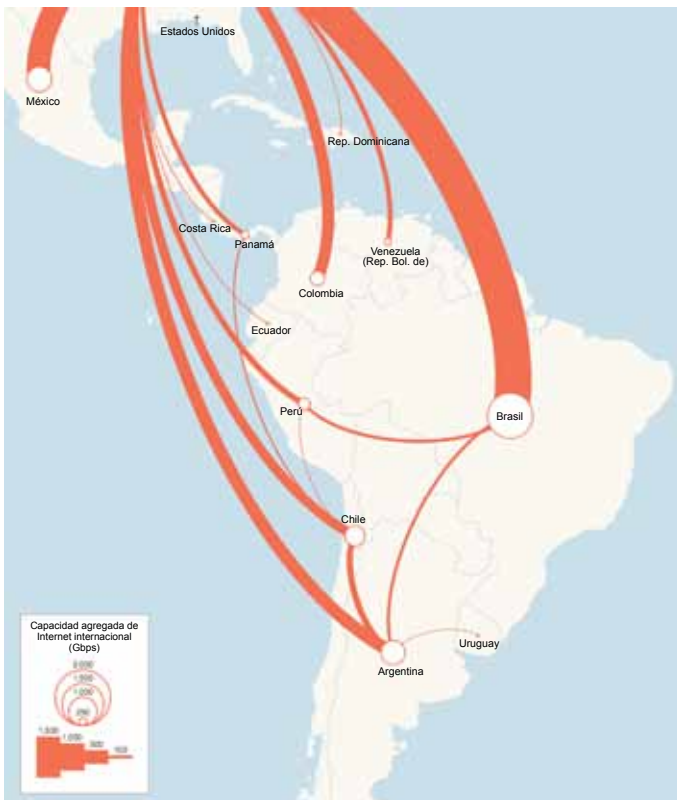 Estados Unidos
México
Rep. Dominicana
Costa Rica
Panamá
Venezuela
(Rep. Bol. de)
Colombia
Ecuador
Perú
Brasil
Chile
Uruguay
Argentina
Capacidad agregada de
Internet internacional
(Gbps)
2,000
1,500
1,000
250
1,500
1,000
500
100